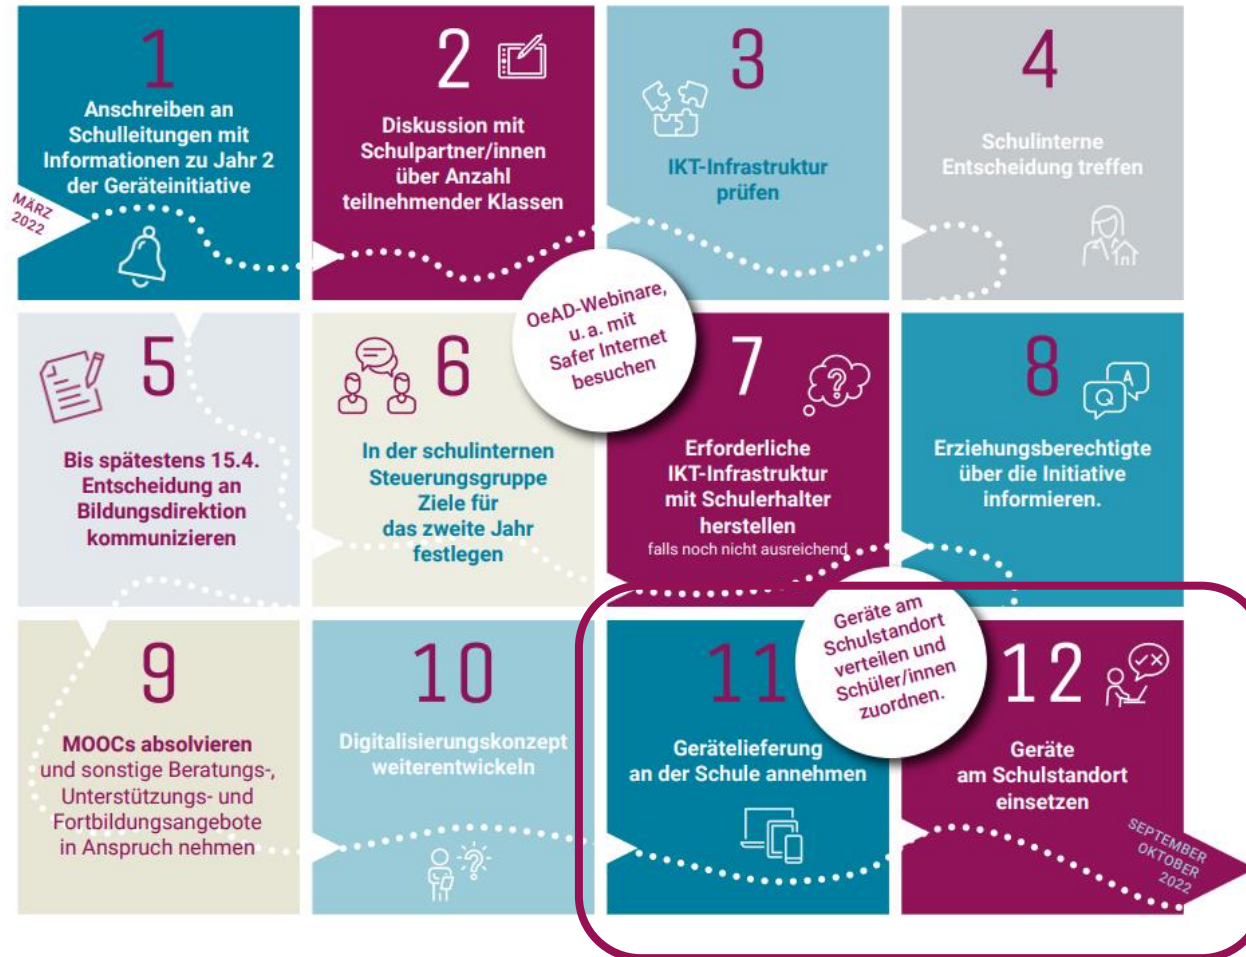 1
Anschreiben an
Schulleitungen mit
Informationen zu Jahr 2
der Geräteinitiative
MÄRZ
2022
2
Diskussion mit
Schulpartner/innen
über Anzahl
teilnehmender Klassen
3
IKT-Infrastruktur
prüfen
4
Schulinterne
Entscheidung treffen
OeAD-Webinare,
u. a. mit
Safer Internet
besuchen
5
Bis spätestens 15.4.
Entscheidung an
Bildungsdirektion
kommunizieren
6
In der schulinternen
Steuerungsgruppe
Ziele für
das zweite Jahr
festlegen
7
?
Erforderliche
IKT-Infrastruktur
mit Schulerhalter
herstellen
falls noch nicht ausreichend
8
Q A
Erziehungsberechtigte
über die Initiative
informieren.
9
MOOCs absolvieren
und sonstige Beratungs-,
Unterstützungs- und
Fortbildungsangebote
in Anspruch nehmen
10
Digitalisierungskonzept
weiterentwickeln
?
11
Gerätelieferung
an der Schule annehmen
Geräte am
Schulstandort
verteilen und
Schüler/innen
zuordnen.
12
Geräte
am Schulstandort
einsetzen
SEPTEMBER
OKTOBER
2022